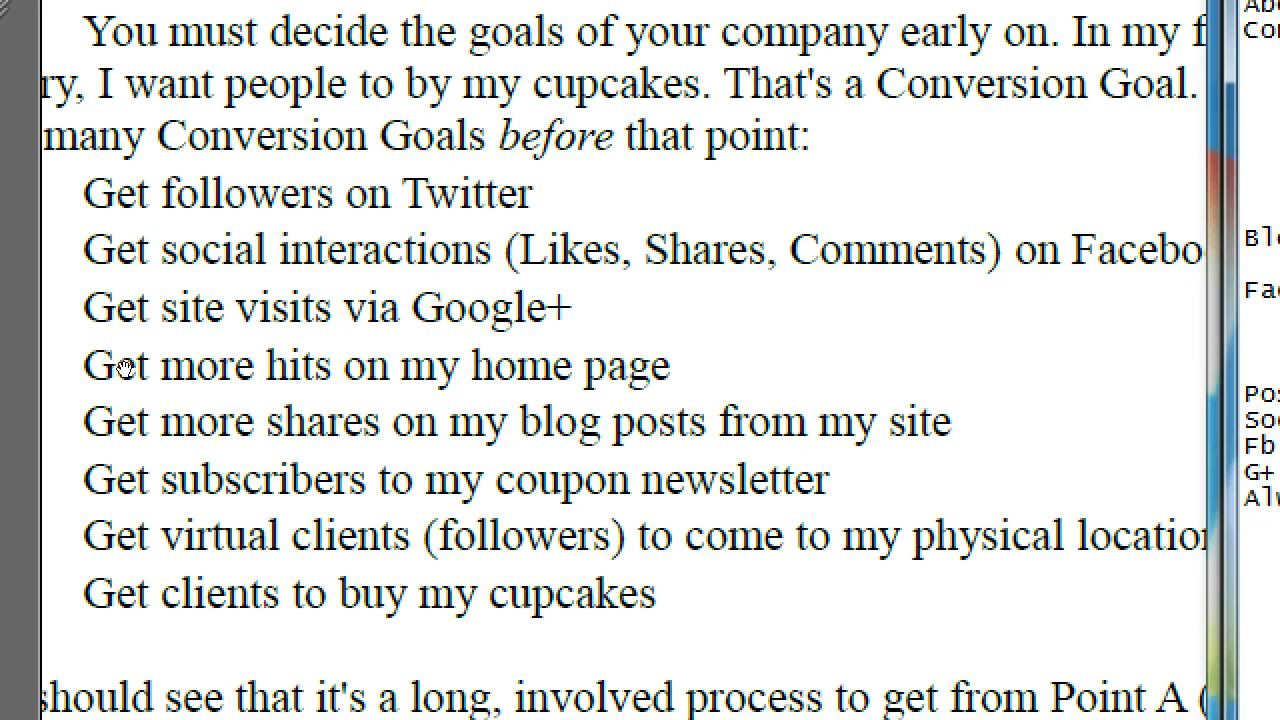 You must decide the goals of your company early on. In my
I want people to by my cupcakes. That's a Conversion Goal.
many Conversion Goals before that point:
Get followers on Twitter
Get social interactions (Likes, Shares, Comments) on
Get site visits via Google+
Get more hits on my home page
Get more shares on my blog posts from my site
Get subscribers to my coupon newsletter
Get virtual clients (followers) to come to my physical
Get clients to buy my cupcakes
should see that it's a long, involved process to get from Point A
Fb
G+